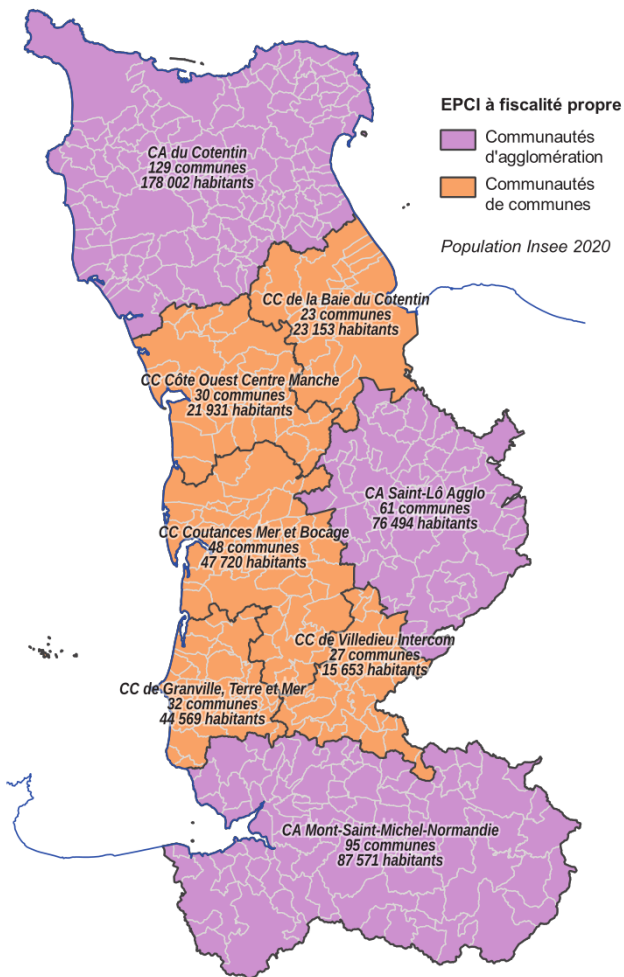 EPCI à fiscalité propre
Communautés
d'agglomération
Communautés
de communes
Population Insee 2020
CA du Cotentin
129 communes
178 002 habitants
CC de la Baie du Cotentin
23 communes
23 153 habitants
CC Côte Ouest Centre Manche
30 communes
21 931 habitants
CA Saint-Lô Agglo
61 communes
76 494 habitants
CC Coutances Mer et Bocage
48 communes
47 720 habitants
CC de Villedieu Intercom
27 communes
15 653 habitants
CC de Granville, Terre et Mer
32 communes
44 569 habitants
CA Mont-Saint-Michel-Normandie
95 communes
87 571 habitants